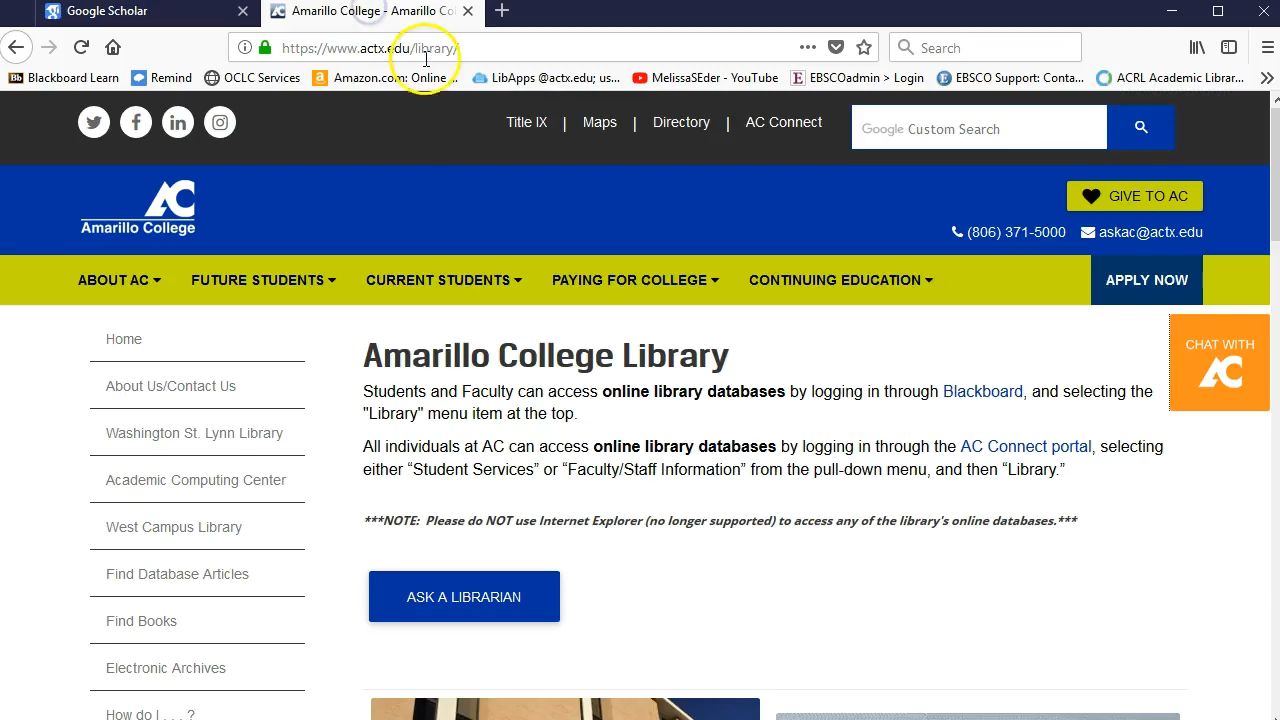 Google Scholar
Amarillo College - Amarillo Col
https://www.actx.edu/library/
Search
Bb Blackboard Learn
Remind
OCLC Services
Amazon.com: Online ...
LibApps @actx.edu; us...
MelissaSEder - YouTube
EBSCOadmin > Login
EBSCO Support: Conta...
ACRL Academic Librar...
Title IX | Maps | Directory | AC Connect
Google Custom Search
AC
Amarillo College
GIVE TO AC
(806) 371-5000
askac@actx.edu
ABOUT AC
FUTURE STUDENTS
CURRENT STUDENTS
PAYING FOR COLLEGE
CONTINUING EDUCATION
APPLY NOW
CHAT WITH
AC
Home
About Us/Contact Us
Washington St. Lynn Library
Academic Computing Center
West Campus Library
Find Database Articles
Find Books
Electronic Archives
How do I . . . ?
Amarillo College Library
Students and Faculty can access online library databases by logging in through Blackboard, and selecting the
"Library" menu item at the top.
All individuals at AC can access online library databases by logging in through the AC Connect portal, selecting
either “Student Services” or “Faculty/Staff Information” from the pull-down menu, and then “Library.”
***NOTE: Please do NOT use Internet Explorer (no longer supported) to access any of the library's online databases.***
ASK A LIBRARIAN